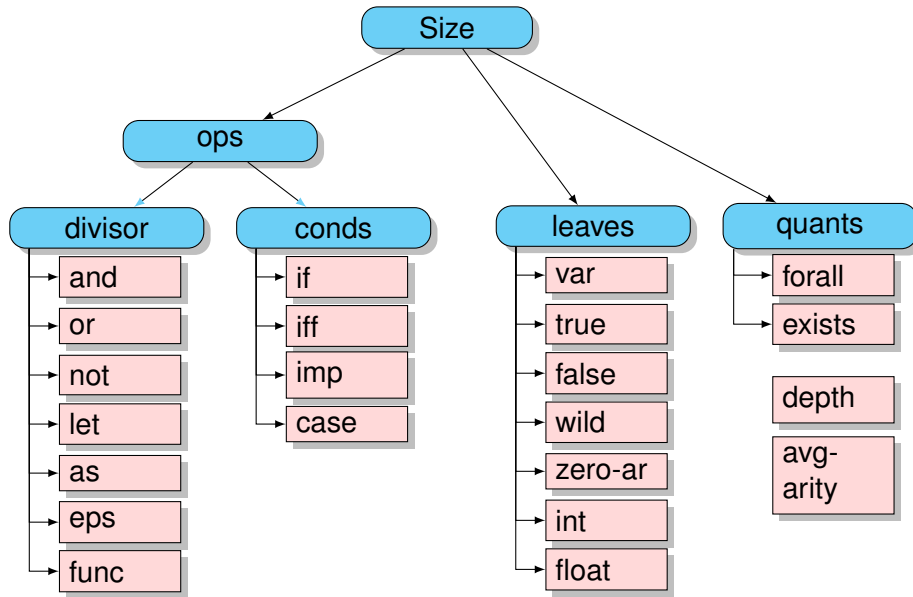 Size
ops
divisor
and
or
not
let
as
eps
func
conds
if
iff
imp
case
leaves
var
true
false
wild
zero-ar
int
float
quants
forall
exists
depth
avg-
arity